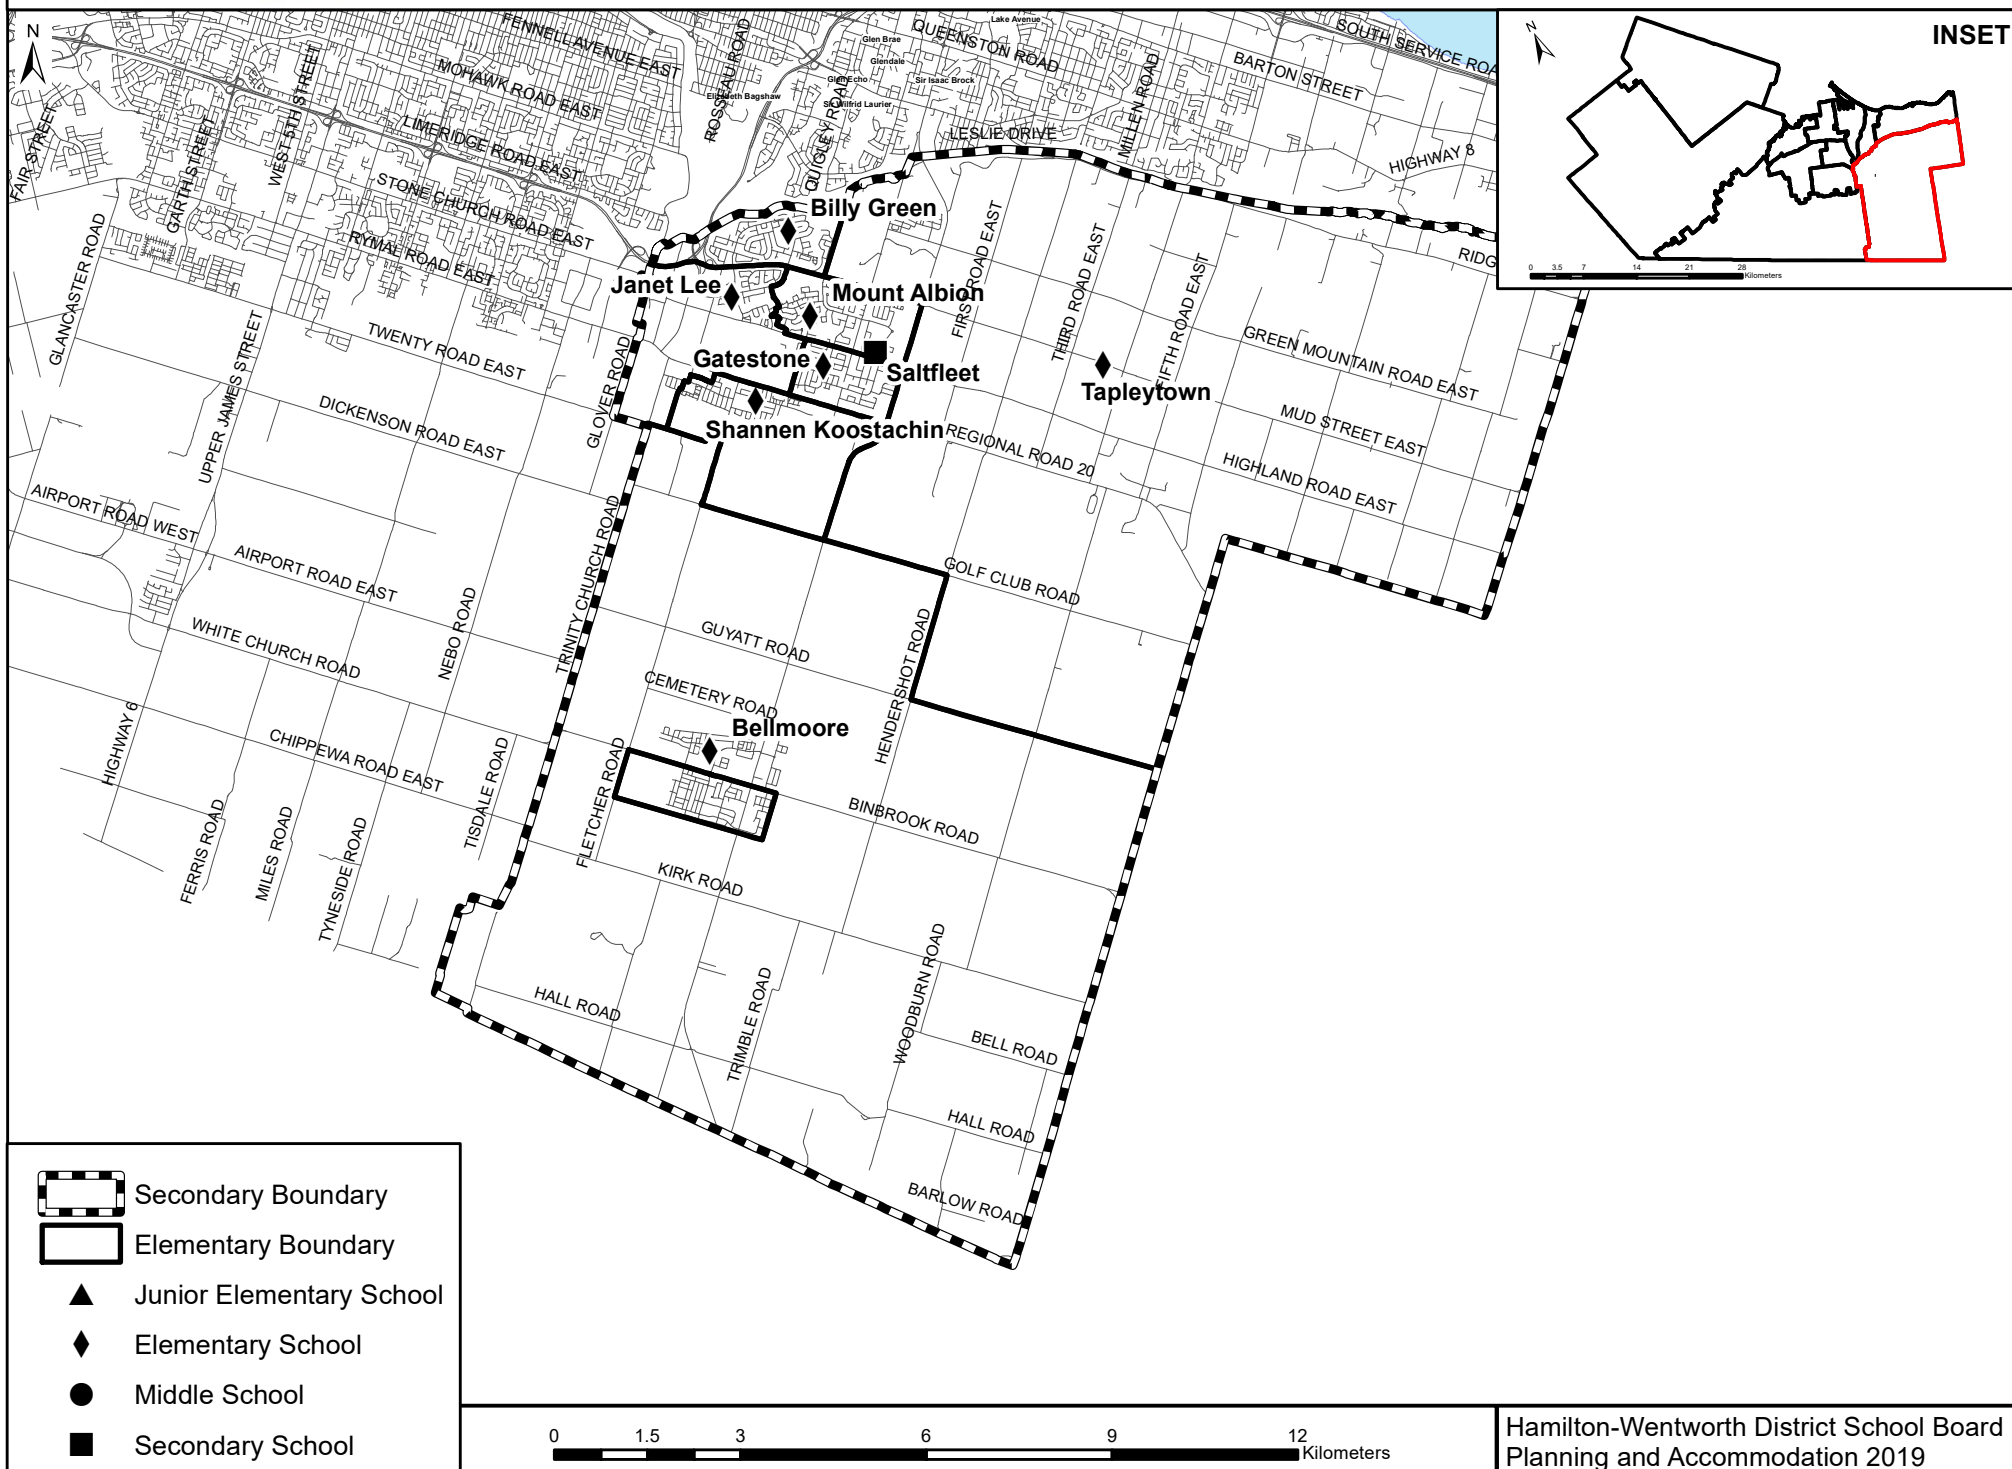 N
FENNELL AVENUE EAST
MOHAWK ROAD EAST
LIMERIDGE ROAD EAST
STONE CHURCH ROAD EAST
RYMAL ROAD EAST
TWENTY ROAD EAST
DICKENSON ROAD EAST
AIRPORT ROAD WEST
AIRPORT ROAD EAST
WHITE CHURCH ROAD
CHIPPEWA ROAD EAST
FAIR STREET
GARTH STREET
WEST 5TH STREET
GLANCASTER ROAD
UPPER JAMES STREET
NEBO ROAD
GLOVER ROAD
TRINITY CHURCH ROAD
HIGHWAY 6
FERRIS ROAD
MILES ROAD
TYNESIDE ROAD
TISDALE ROAD
FLETCHER ROAD
ROSSEAU ROAD
QUIGLEY ROAD
QUEENSTON ROAD
Lake Avenue
Glen Brae
Glendale
Glen Echo
Sir Isaac Brock
Elizabeth Bagshaw
Sir Wilfrid Laurier
LESLIE DRIVE
MILLEN ROAD
BARTON STREET
SOUTH SERVICE ROA
HIGHWAY 8
RIDG
FIRST ROAD EAST
THIRD ROAD EAST
FIFTH ROAD EAST
GREEN MOUNTAIN ROAD EAST
MUD STREET EAST
HIGHLAND ROAD EAST
REGIONAL ROAD 20
GOLF CLUB ROAD
GUYATT ROAD
CEMETERY ROAD
HENDERSHOT ROAD
BINBROOK ROAD
KIRK ROAD
HALL ROAD
TRIMBLE ROAD
WOODBURN ROAD
BELL ROAD
HALL ROAD
BARLOW ROAD
Billy Green
Janet Lee
Mount Albion
Gatestone
Saltfleet
Shannen Koostachin
Tapleytown
Bellmoore
N
INSET
0 3.5 7 14 21 28
Kilometers
Secondary Boundary
Elementary Boundary
Junior Elementary School
Elementary School
Middle School
Secondary School
0 1.5 3 6 9 12
Kilometers
Hamilton-Wentworth District School Board
Planning and Accommodation 2019